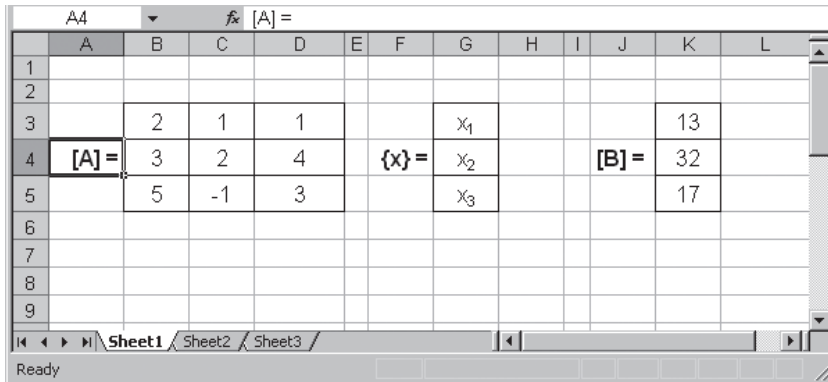 A4 fx [A] =
A B C D E F G H I J K L
1
2
3 2 1 1 x₁ 13
4 [A] = 3 2 4 {x} = x₂ [B] = 32
5 5 -1 3 x₃ 17
6
7
8
9
Sheet1 Sheet2 Sheet3
Ready